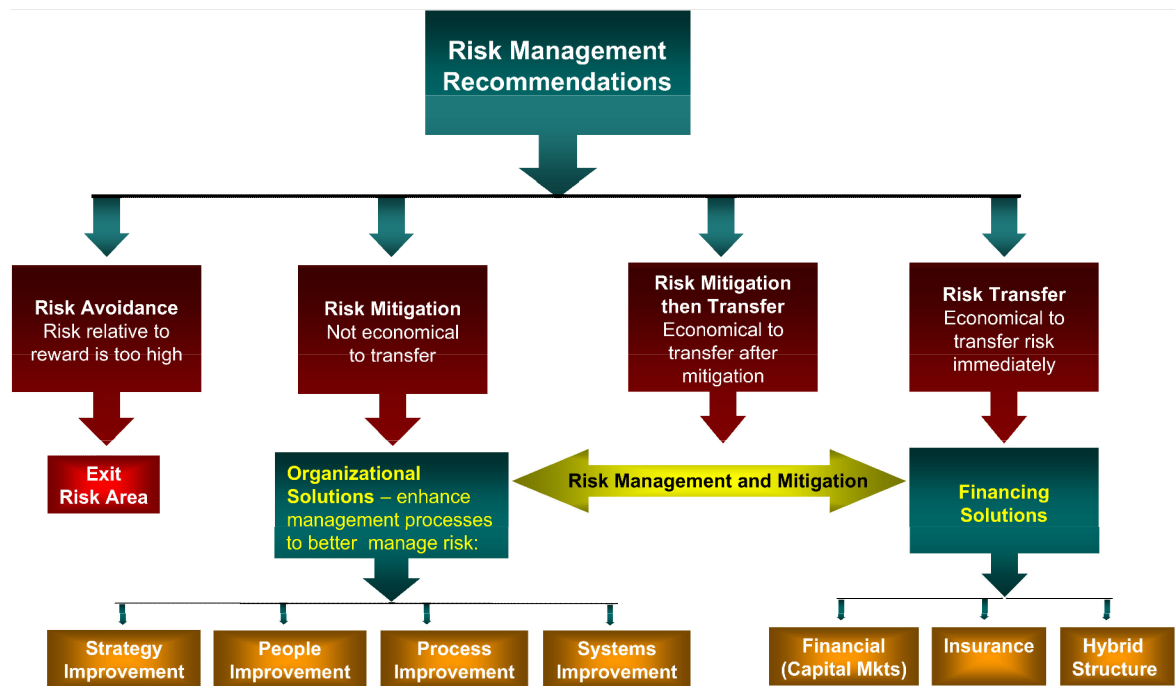 Risk Management
Recommendations
Risk Avoidance
Risk relative to
reward is too high
Risk Mitigation
Not economical
to transfer
Risk Mitigation
then Transfer
Economical to
transfer after
mitigation
Risk Transfer
Economical to
transfer risk
immediately
Exit
Risk Area
Organizational
Solutions – enhance
management processes
to better manage risk:
Risk Management and Mitigation
Financing
Solutions
Strategy
Improvement
People
Improvement
Process
Improvement
Systems
Improvement
Financial
(Capital Mkts)
Insurance
Hybrid
Structure